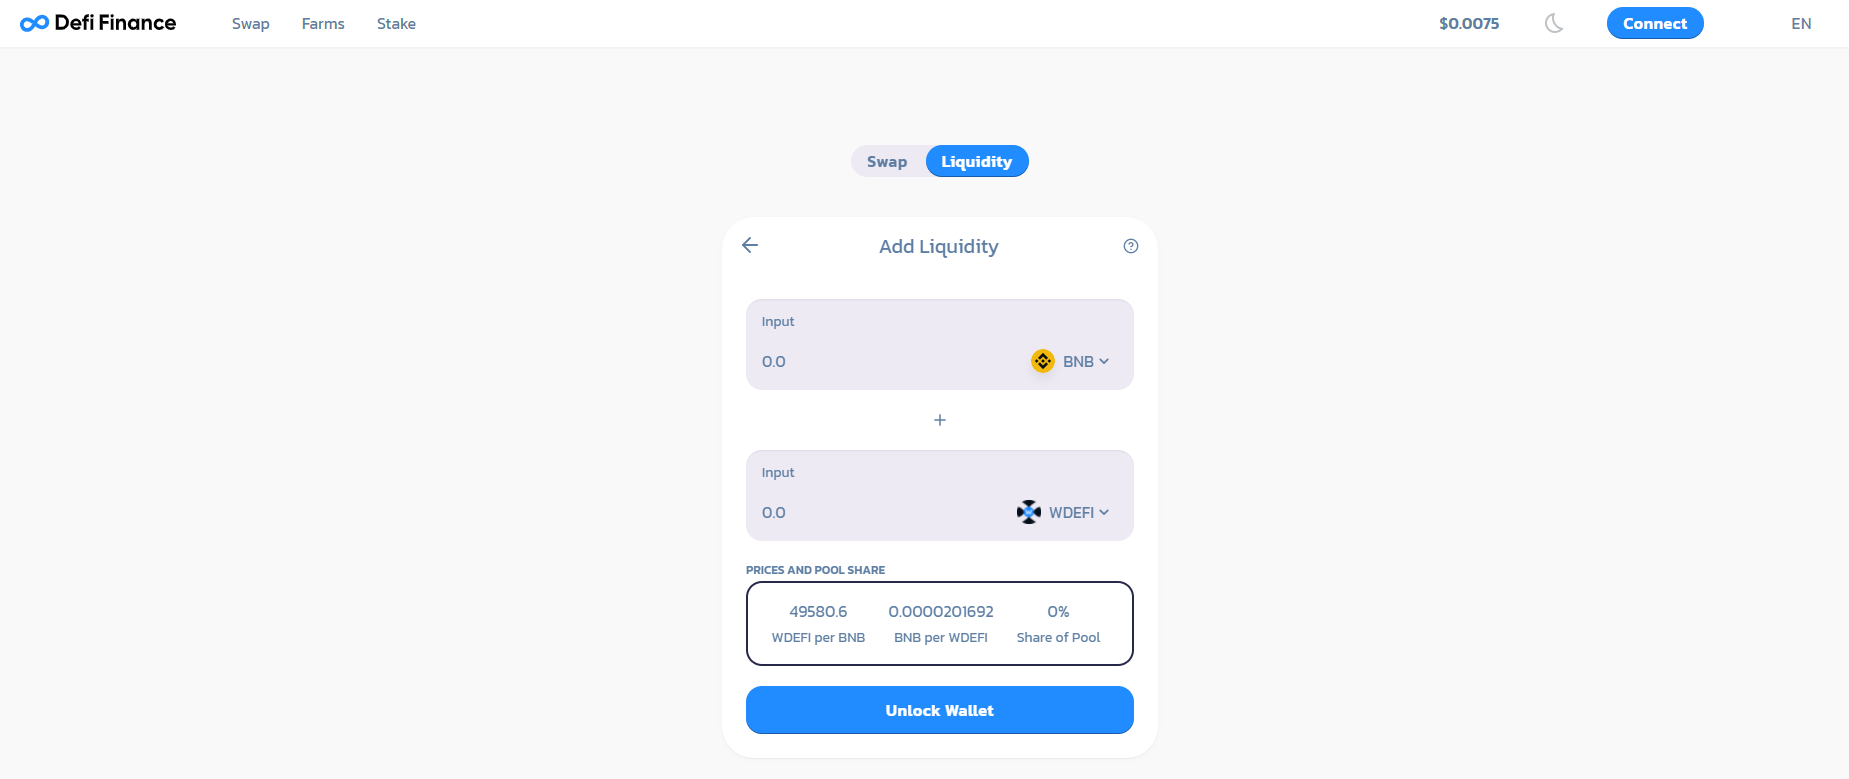 Defi Finance Swap Farms Stake $0.0075 Connect EN
Swap Liquidity
Add Liquidity
Input
0.0 BNB
+
Input
0.0 WDEFI
PRICES AND POOL SHARE
49580.6 0.0000201692 0%
WDEFI per BNB BNB per WDEFI Share of Pool
Unlock Wallet